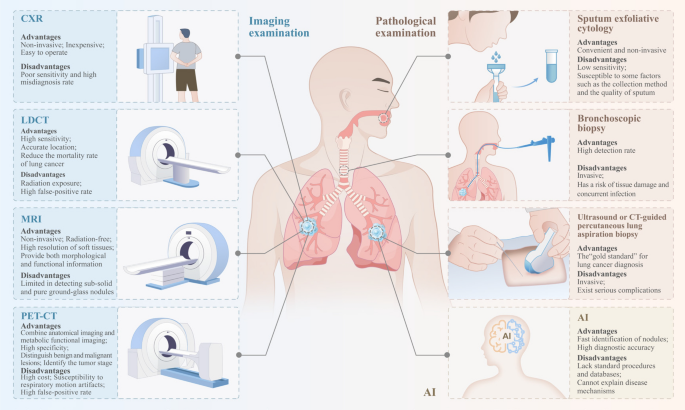 CXR
Advantages
Non-invasive; Inexpensive;
Easy to operate
Disadvantages
Poor sensitivity and high
misdiagnosis rate
LDCT
Advantages
High sensitivity;
Accurate location;
Reduce the mortality rate
of lung cancer
Disadvantages
Radiation exposure;
High false-positive rate
MRI
Advantages
Non-invasive; Radiation-free;
High resolution of soft tissues;
Provide both morphological
and functional information
Disadvantages
Limited in detecting sub-solid
and pure ground-glass nodules
PET-CT
Advantages
Combine anatomical imaging and
metabolic functional imaging;
High specificity;
Distinguish benign and malignant
lesions; Identify the tumor stage
Disadvantages
High cost; Susceptibility to
respiratory motion artifacts;
High false-positive rate
Imaging
examination
Pathological
examination
AI
Sputum exfoliative
cytology
Advantages
Convenient and non-invasive
Disadvantages
Low sensitivity;
Susceptible to some factors
such as the collection method
and the quality of sputum
Bronchoscopic
biopsy
Advantages
High detection rate
Disadvantages
Invasive;
Has a risk of tissue damage and
concurrent infection
Ultrasound or CT-guided
percutaneous lung
aspiration biopsy
Advantages
The"gold standard" for
lung cancer diagnosis
Disadvantages
Invasive;
Exist serious complications
AI
AI
Advantages
Fast identification of nodules;
High diagnostic accuracy
Disadvantages
Lack standard procedures
and databases;
Cannot explain disease
mechanisms